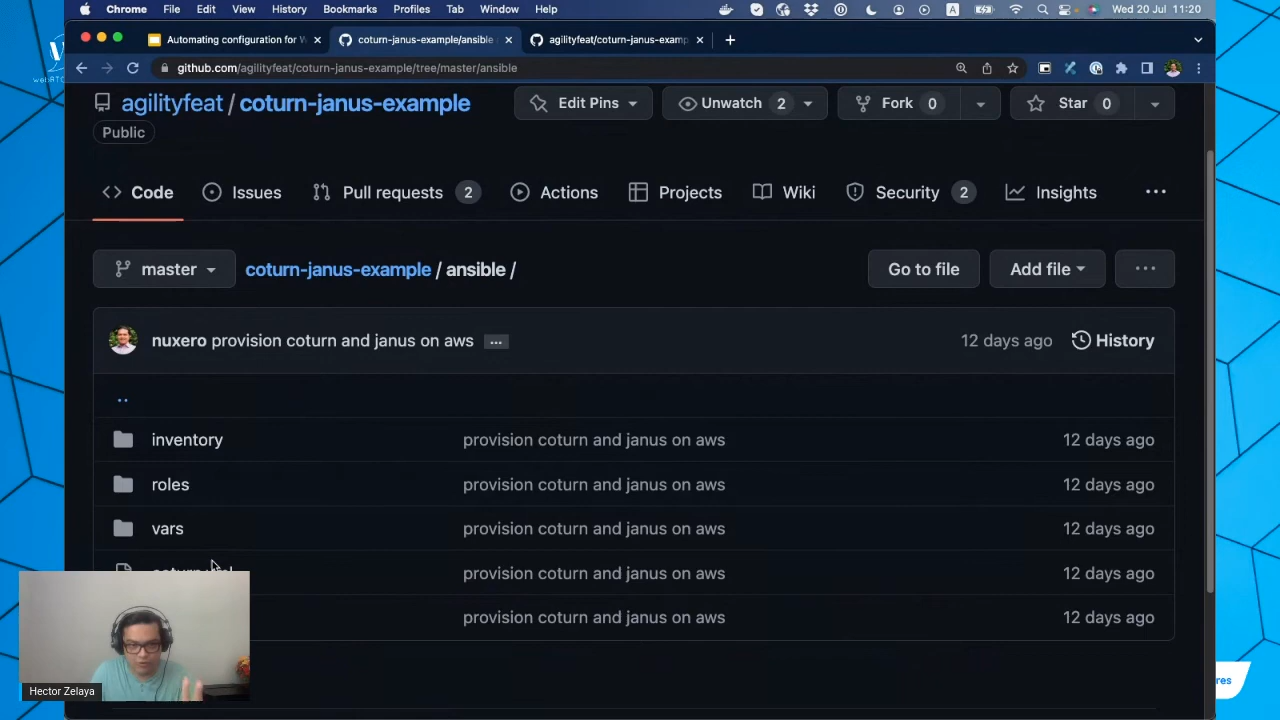 Chrome File Edit View History Bookmarks Profiles Tab Window Help A Wed 20 Jul 11:20
Automating configuration for W
coturn-janus-example/ansible
agilityfeat/coturn-janus-examp
github.com/agilityfeat/coturn-janus-example/tree/master/ansible
agilityfeat / coturn-janus-example
Edit Pins
Unwatch 2
Fork 0
Star 0
Public
Code
Issues
Pull requests 2
Actions
Projects
Wiki
Security 2
Insights
master
coturn-janus-example / ansible /
Go to file
Add file
nuxero provision coturn and janus on aws
12 days ago
History
..
inventory provision coturn and janus on aws 12 days ago
roles provision coturn and janus on aws 12 days ago
vars provision coturn and janus on aws 12 days ago
provision coturn and janus on aws 12 days ago
provision coturn and janus on aws 12 days ago
Hector Zelaya
res